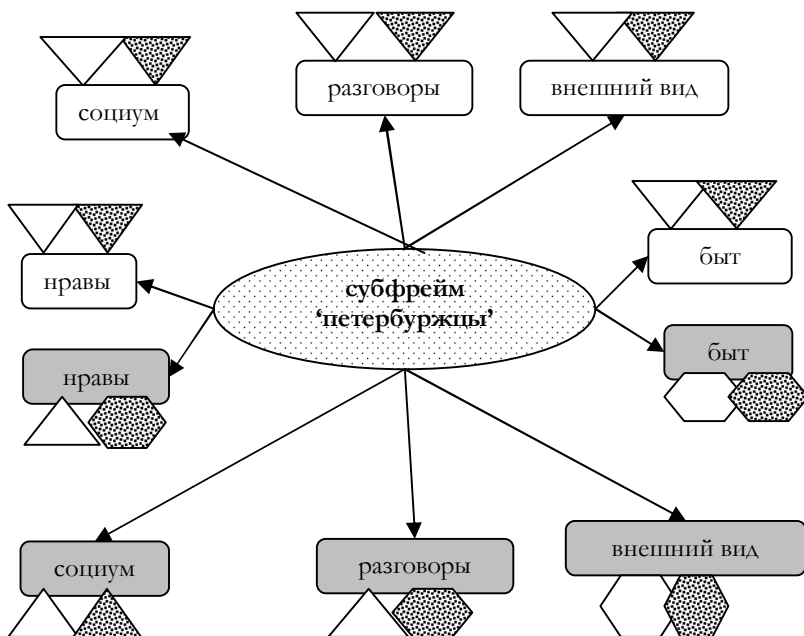 социум
разговоры
внешний вид
нравы
быт
субфрейм
‘петербуржцы’
нравы
быт
социум
разговоры
внешний вид